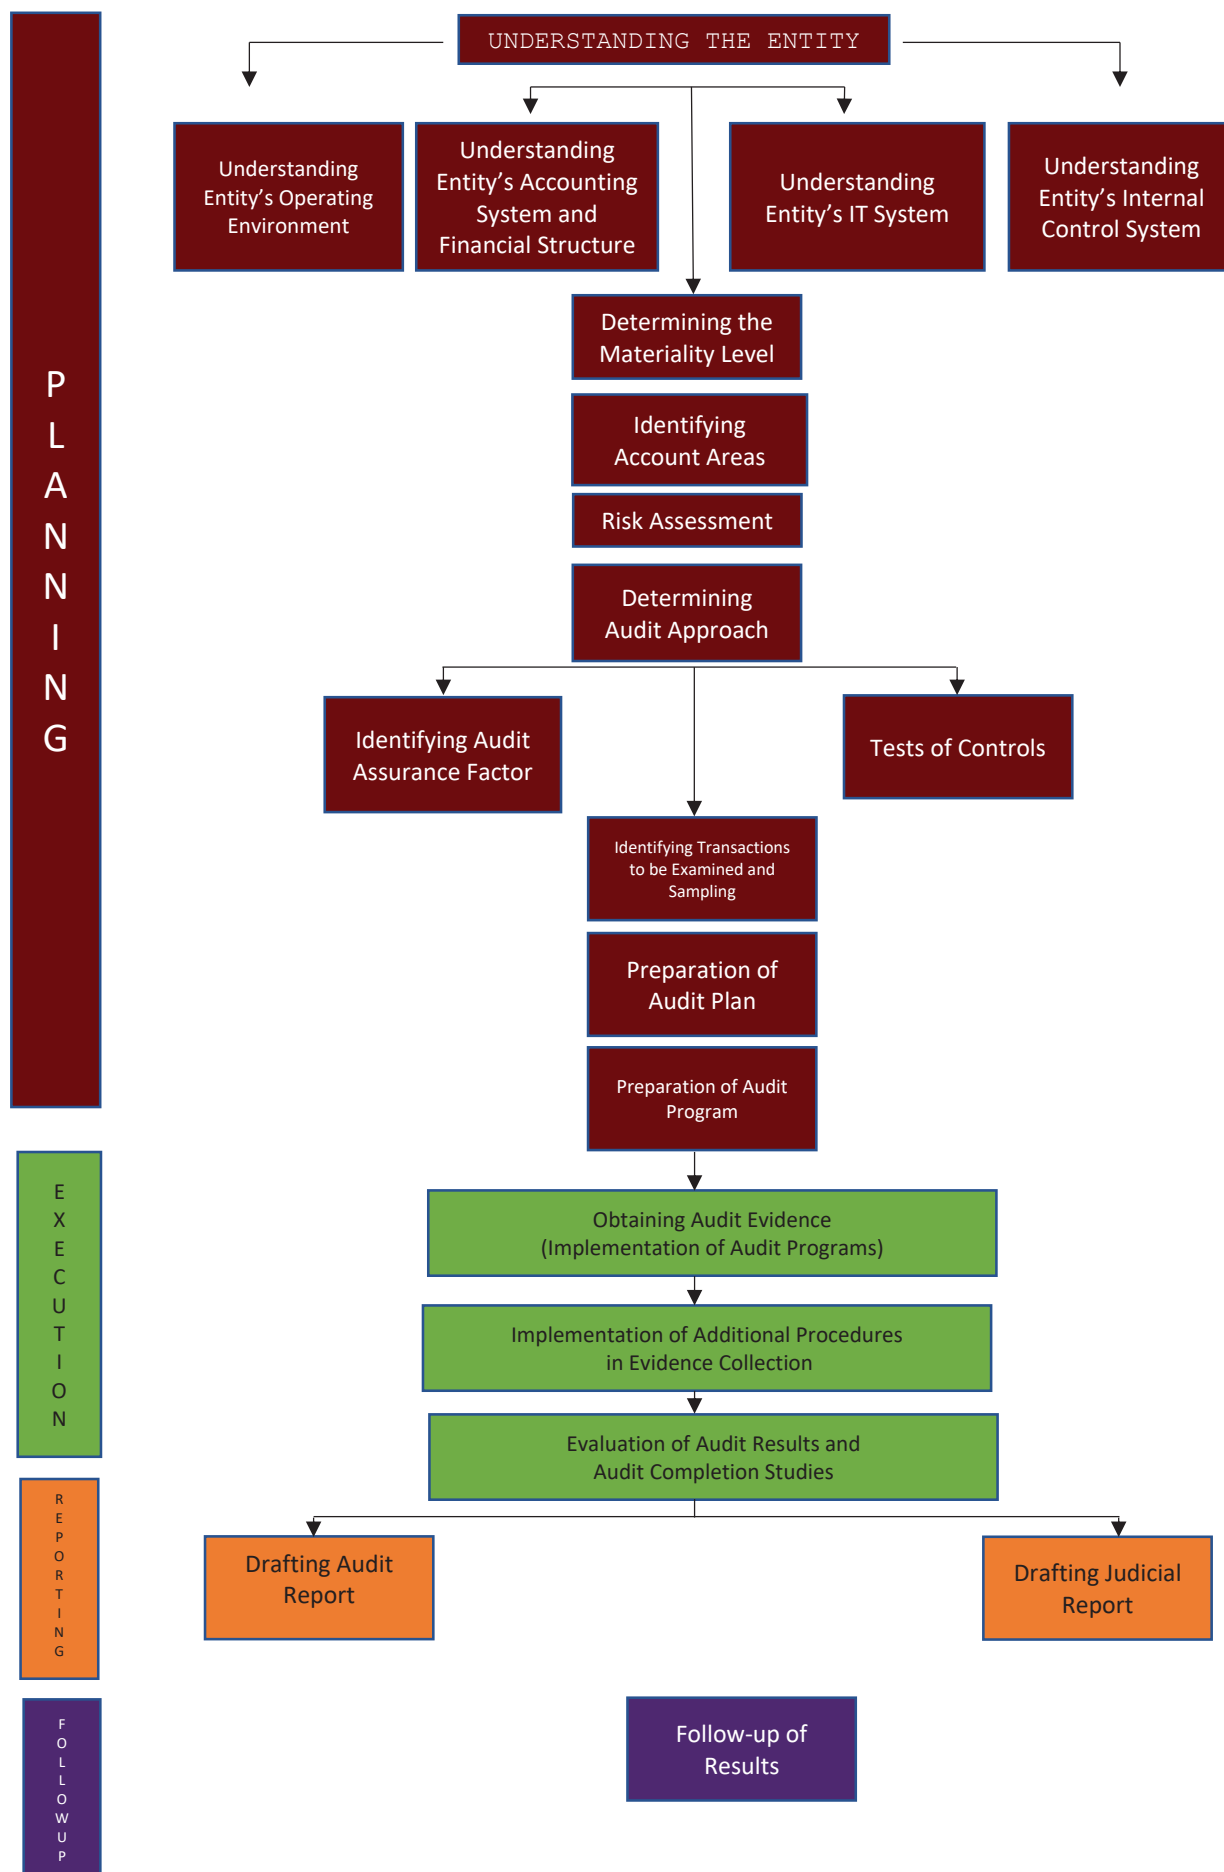 UNDERSTANDING THE ENTITY
Understanding
Entity’s Operating
Environment
Understanding
Entity’s Accounting
System and
Financial Structure
Understanding
Entity’s IT System
Understanding
Entity’s Internal
Control System
PLANNING
Determining the
Materiality Level
Identifying
Account Areas
Risk Assessment
Determining
Audit Approach
Identifying Audit
Assurance Factor
Tests of Controls
Identifying Transactions
to be Examined and
Sampling
Preparation of
Audit Plan
Preparation of Audit
Program
EXECUTION
Obtaining Audit Evidence
(Implementation of Audit Programs)
Implementation of Additional Procedures
in Evidence Collection
Evaluation of Audit Results and
Audit Completion Studies
REPORTING
Drafting Audit
Report
Drafting Judicial
Report
FOLLOWUP
Follow-up of
Results